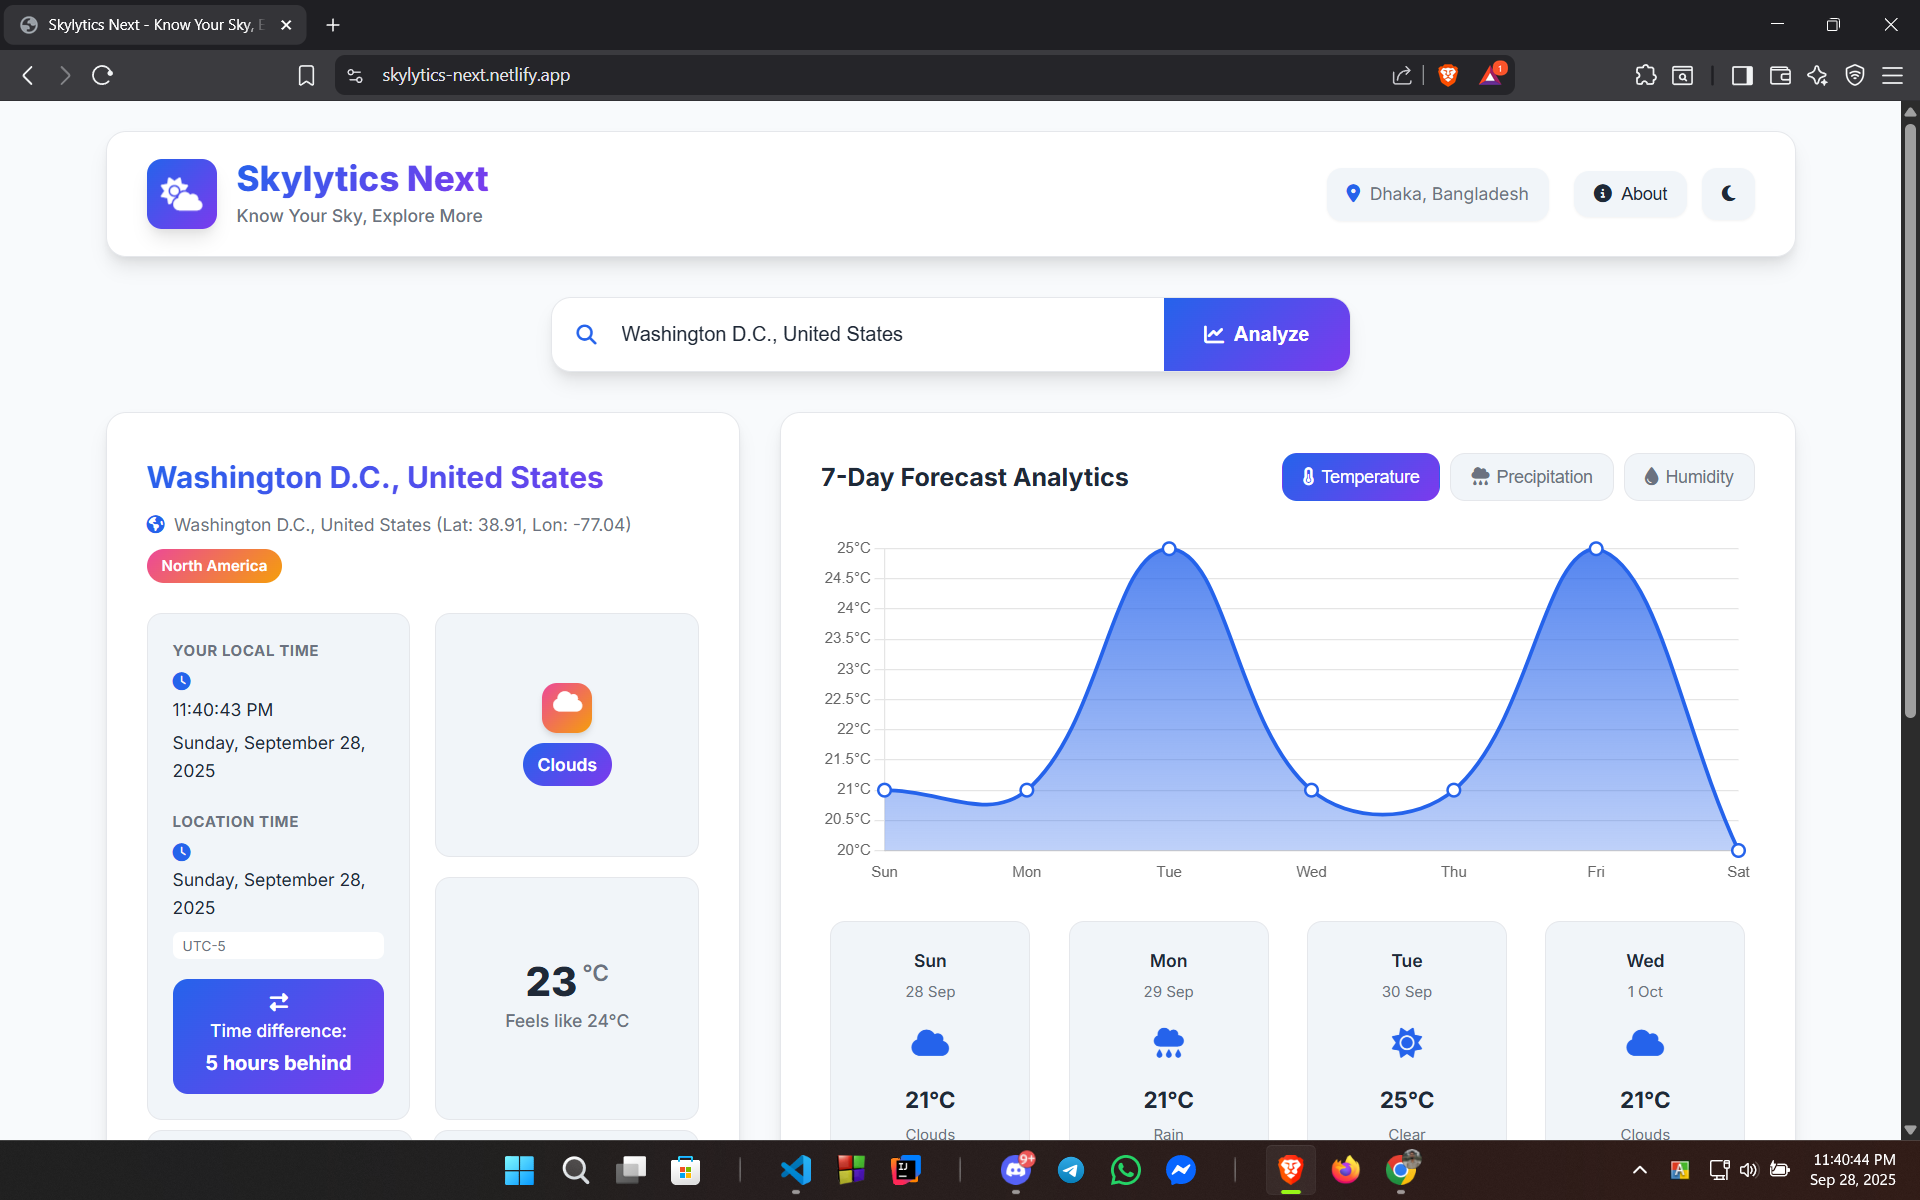 Skylytics Next - Know Your Sky, E
skylytics-next.netlify.app
1
Skylytics Next
Know Your Sky, Explore More
Dhaka, Bangladesh
About
Washington D.C., United States
Analyze
Washington D.C., United States
Washington D.C., United States (Lat: 38.91, Lon: -77.04)
North America
YOUR LOCAL TIME
11:40:43 PM
Sunday, September 28,
2025
LOCATION TIME
Sunday, September 28,
2025
UTC-5
Time difference:
5 hours behind
Clouds
23 °C
Feels like 24°C
7-Day Forecast Analytics
Temperature
Precipitation
Humidity
25°C
24.5°C
24°C
23.5°C
23°C
22.5°C
22°C
21.5°C
21°C
20.5°C
20°C
Sun Mon Tue Wed Thu Fri Sat
Sun
28 Sep
21°C
Clouds
Mon
29 Sep
21°C
Rain
Tue
30 Sep
25°C
Clear
Wed
1 Oct
21°C
Clouds
IJ
9+
A
11:40:44 PM
Sep 28, 2025